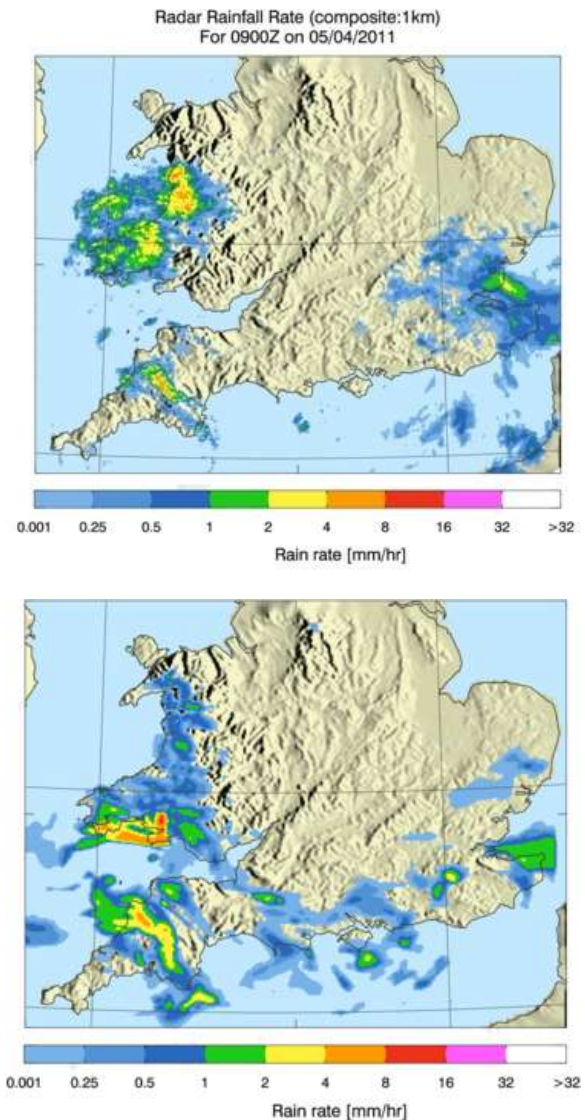 Radar Rainfall Rate (composite:1km)
For 0900Z on 05/04/2011
0.001 0.25 0.5 1 2 4 8 16 32 >32
Rain rate [mm/hr]
0.001 0.25 0.5 1 2 4 8 16 32 >32
Rain rate [mm/hr]